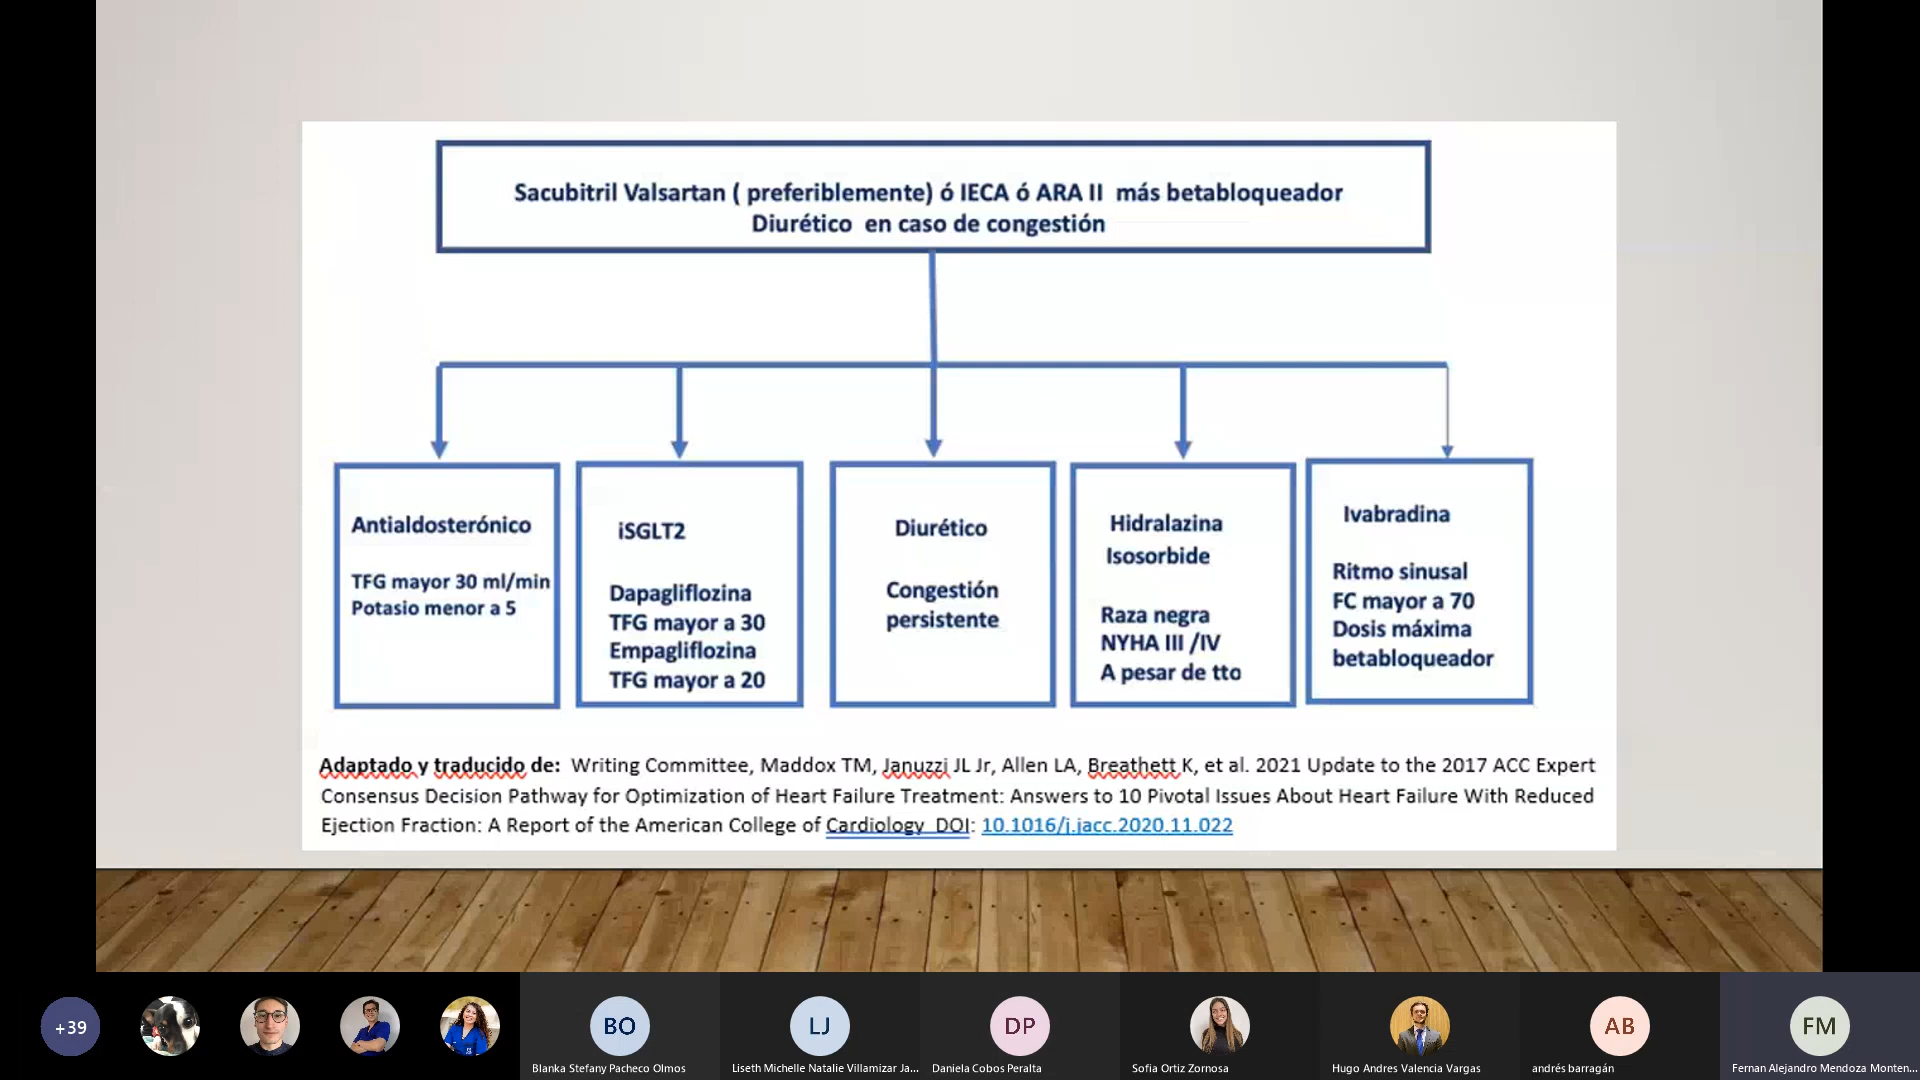 Sacubitril Valsartan ( preferiblemente) ó IECA ó ARA II más betabloqueador
Diurético en caso de congestión
Antialdosterónico
TFG mayor 30 ml/min
Potasio menor a 5
iSGLT2
Dapagliflozina
TFG mayor a 30
Empagliflozina
TFG mayor a 20
Diurético
Congestión
persistente
Hidralazina
Isosorbide
Raza negra
NYHA III /IV
A pesar de tto
Ivabradina
Ritmo sinusal
FC mayor a 70
Dosis máxima
betabloqueador
Adaptado y traducido de: Writing Committee, Maddox TM, Januzzi JL Jr, Allen LA, Breathett K, et al. 2021 Update to the 2017 ACC Expert
Consensus Decision Pathway for Optimization of Heart Failure Treatment: Answers to 10 Pivotal Issues About Heart Failure With Reduced
Ejection Fraction: A Report of the American College of Cardiology DOI: 10.1016/j.jacc.2020.11.022
+39
BO
LJ
DP
AB
FM
Blanka Stefany Pacheco Olmos
Liseth Michelle Natalie Villamizar Ja...
Daniela Cobos Peralta
Sofia Ortiz Zornosa
Hugo Andres Valencia Vargas
andrés barragán
Fernan Alejandro Mendoza Monten...